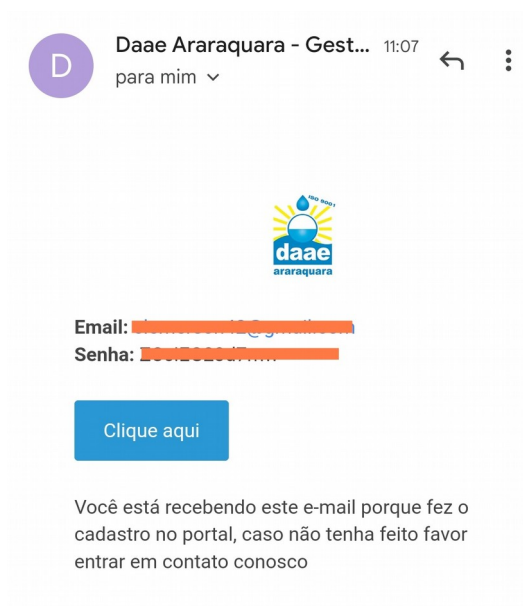 D
Daae Araraquara - Gest... 11:07
para mim
ISO 9001
daae
araraquara
Email:
Senha:
Clique aqui
Você está recebendo este e-mail porque fez o
cadastro no portal, caso não tenha feito favor
entrar em contato conosco